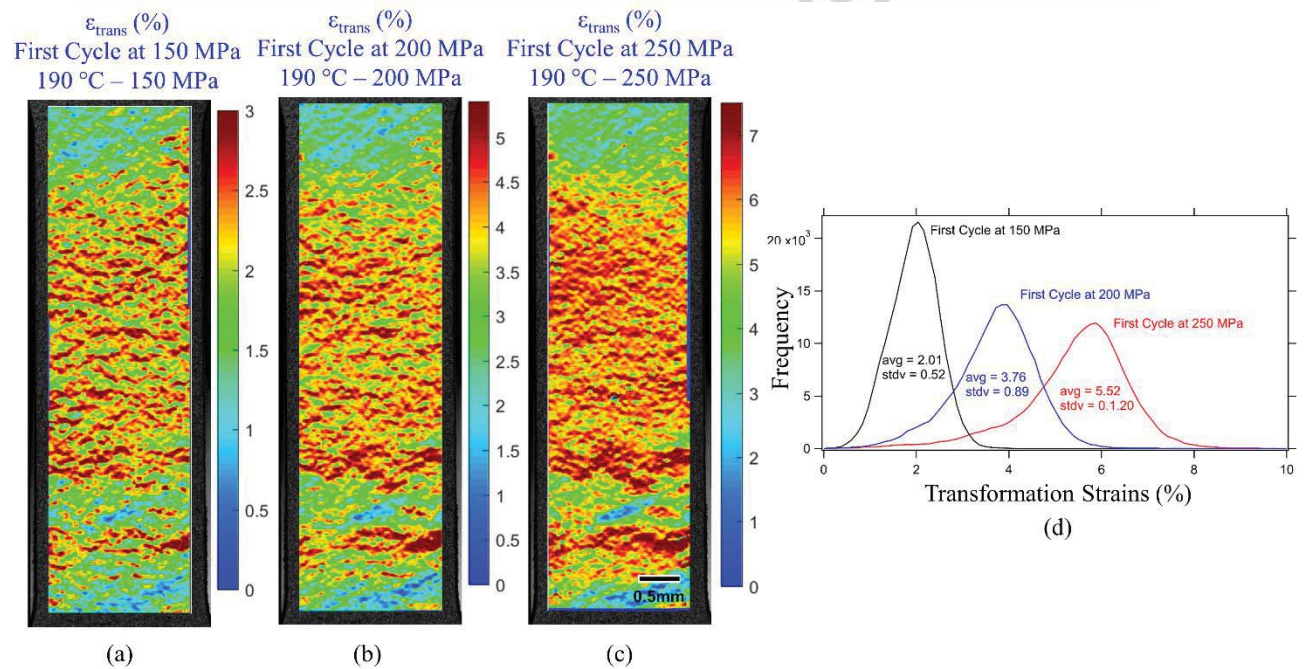 ε_trans (%)
First Cycle at 150 MPa
190 °C – 150 MPa
3
2.5
2
1.5
1
0.5
0
(a)
ε_trans (%)
First Cycle at 200 MPa
190 °C – 200 MPa
5
4.5
4
3.5
3
2.5
2
1.5
1
0.5
0
(b)
ε_trans (%)
First Cycle at 250 MPa
190 °C – 250 MPa
7
6
5
4
3
2
1
0
0.5mm
(c)
Frequency
20 x10³
15
10
5
0
First Cycle at 150 MPa
First Cycle at 200 MPa
First Cycle at 250 MPa
avg = 2.01
stdv = 0.52
avg = 3.76
stdv = 0.89
avg = 5.52
stdv = 0.1.20
0
2
4
6
8
10
Transformation Strains (%)
(d)